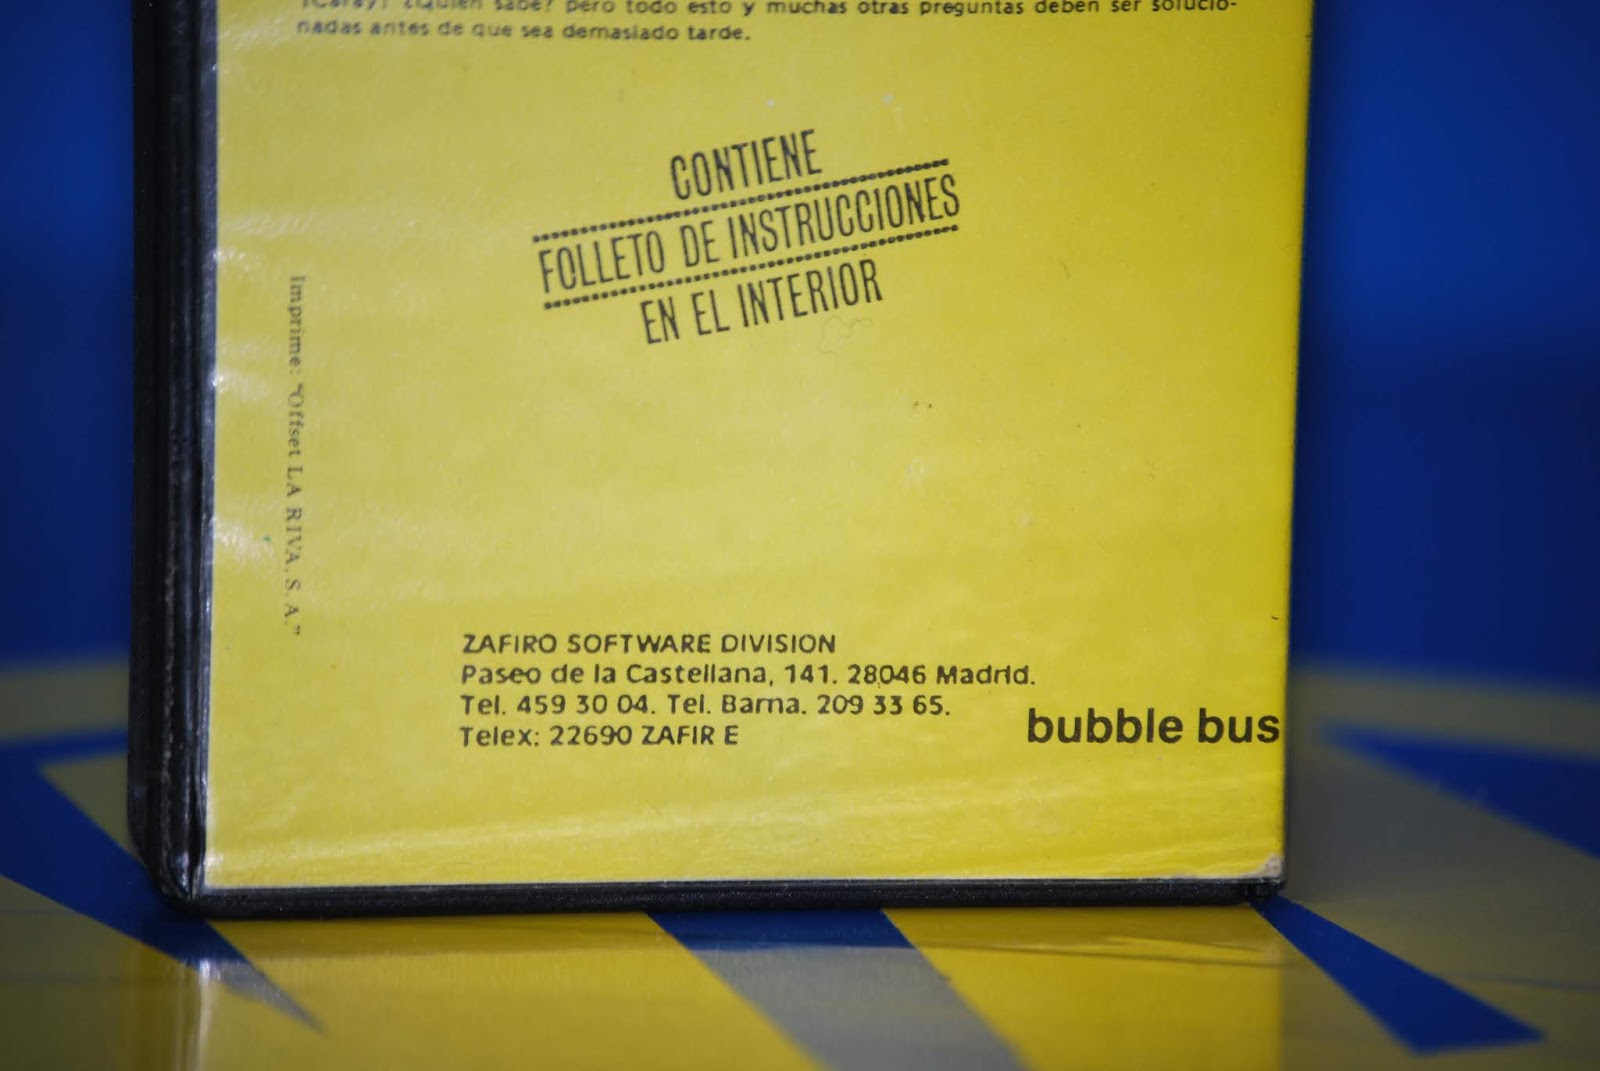 ¡Caray! ¿Quién sabe? pero todo esto y muchas otras preguntas deben ser solucio-
nadas antes de que sea demasiado tarde.
CONTIENE
FOLLETO DE INSTRUCCIONES
EN EL INTERIOR
Imprime: "Offset LA RIVA, S. A."
ZAFIRO SOFTWARE DIVISION
Paseo de la Castellana, 141. 28046 Madrid.
Tel. 459 30 04. Tel. Barna. 209 33 65.
Telex: 22690 ZAFIR E
bubble bus